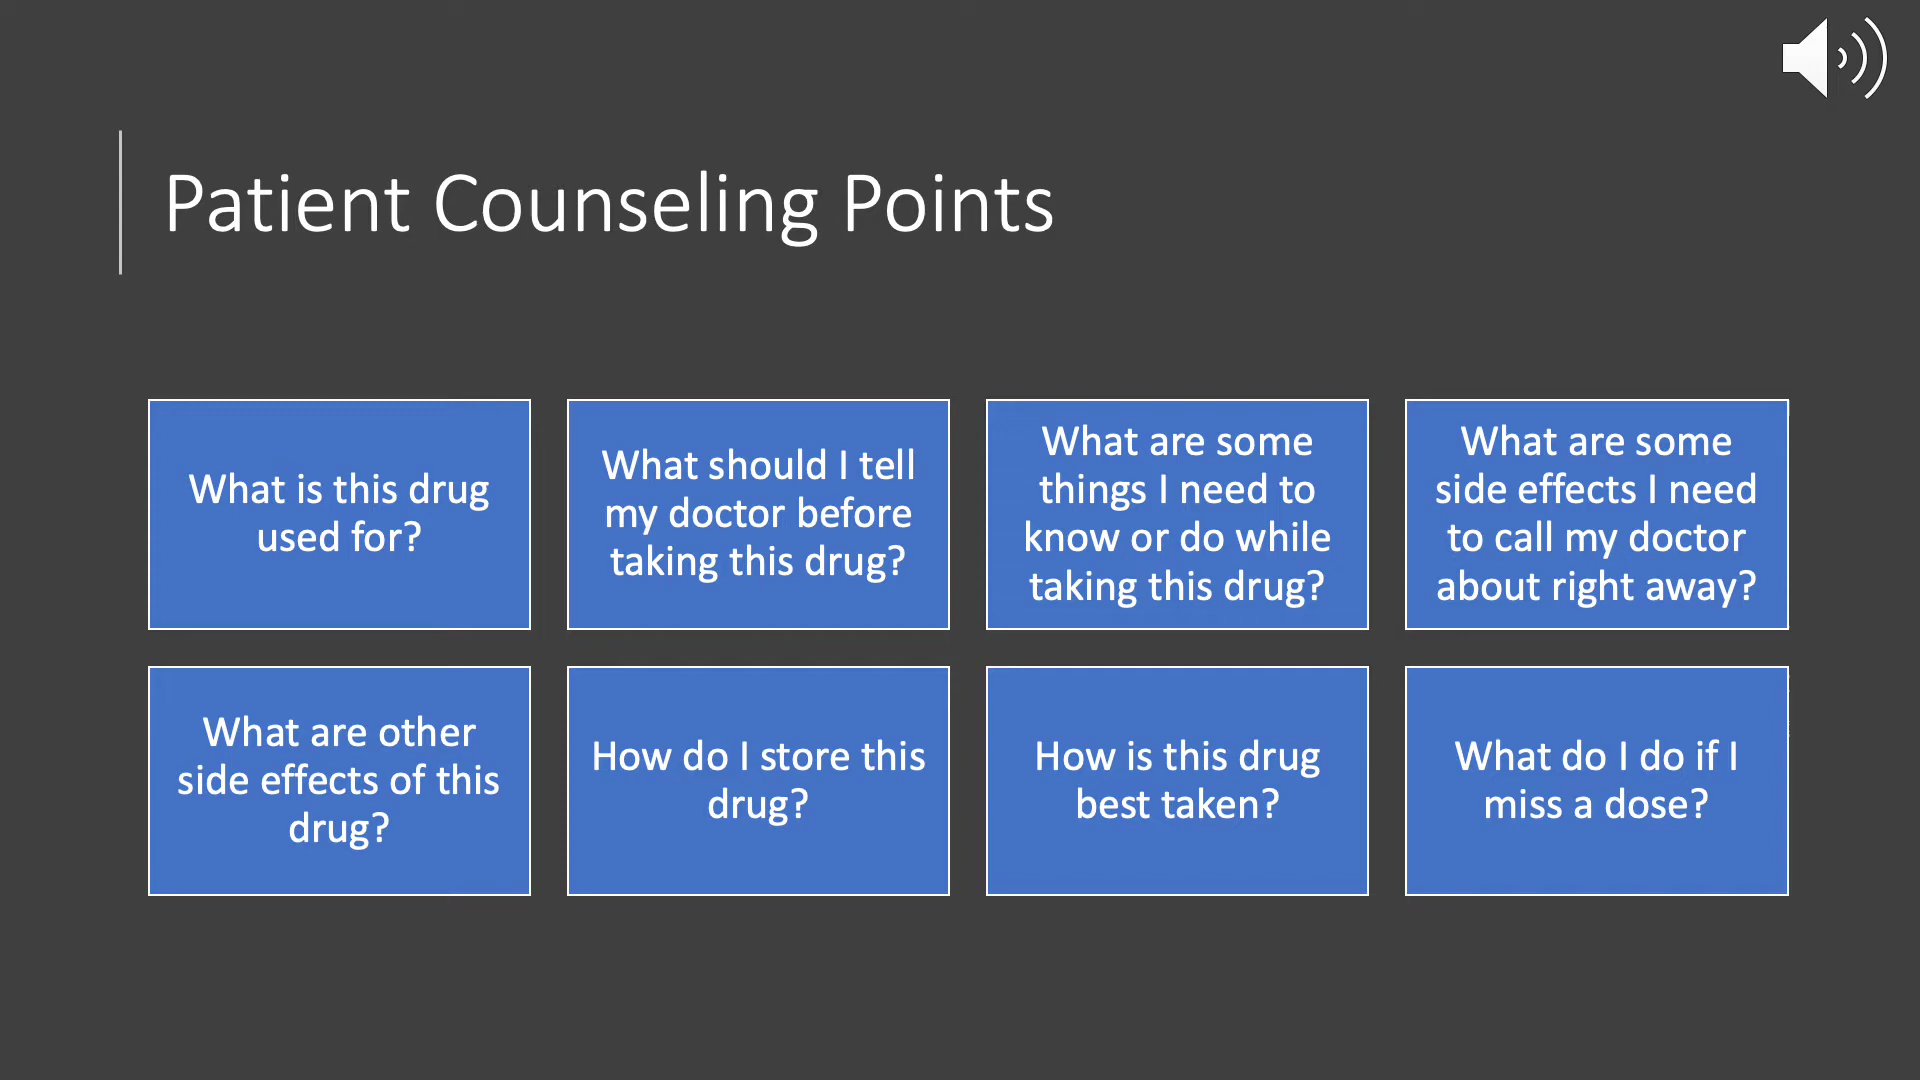 Patient Counseling Points
What is this drug
used for?
What should I tell
my doctor before
taking this drug?
What are some
things I need to
know or do while
taking this drug?
What are some
side effects I need
to call my doctor
about right away?
What are other
side effects of this
drug?
How do I store this
drug?
How is this drug
best taken?
What do I do if I
miss a dose?